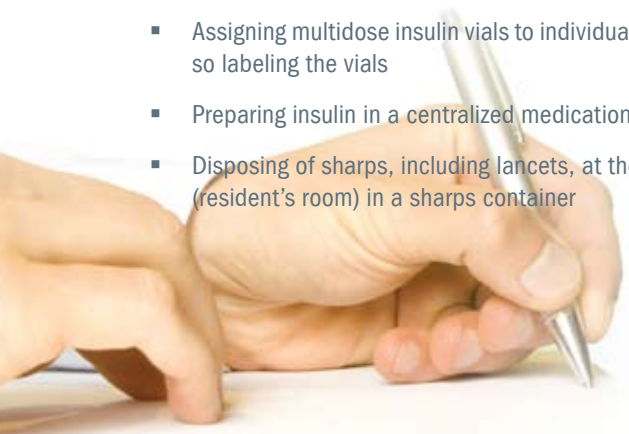 ▪ Assigning multidose insulin vials to individua
so labeling the vials
▪ Preparing insulin in a centralized medication
▪ Disposing of sharps, including lancets, at the
(resident's room) in a sharps container